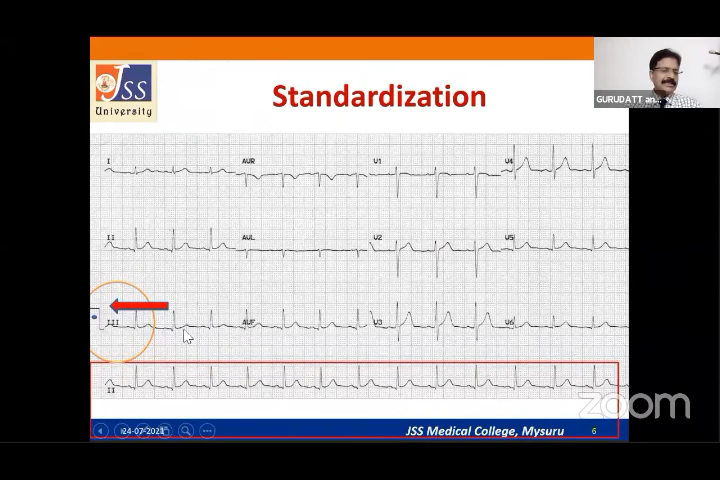 JSS
University
Standardization
GURUDATT an...
I AVR V1 V4
II AVL V2 V5
III AVF V3 V6
II
zoom
24-07-2021
JSS Medical College, Mysuru
6